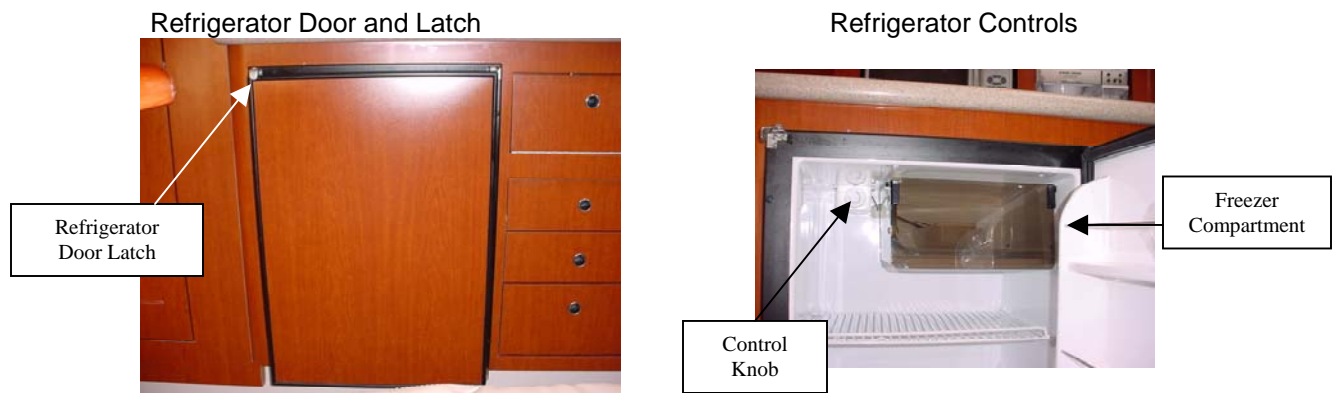 Refrigerator Door and Latch
Refrigerator Controls
Refrigerator
Door Latch
Control
Knob
Freezer
Compartment